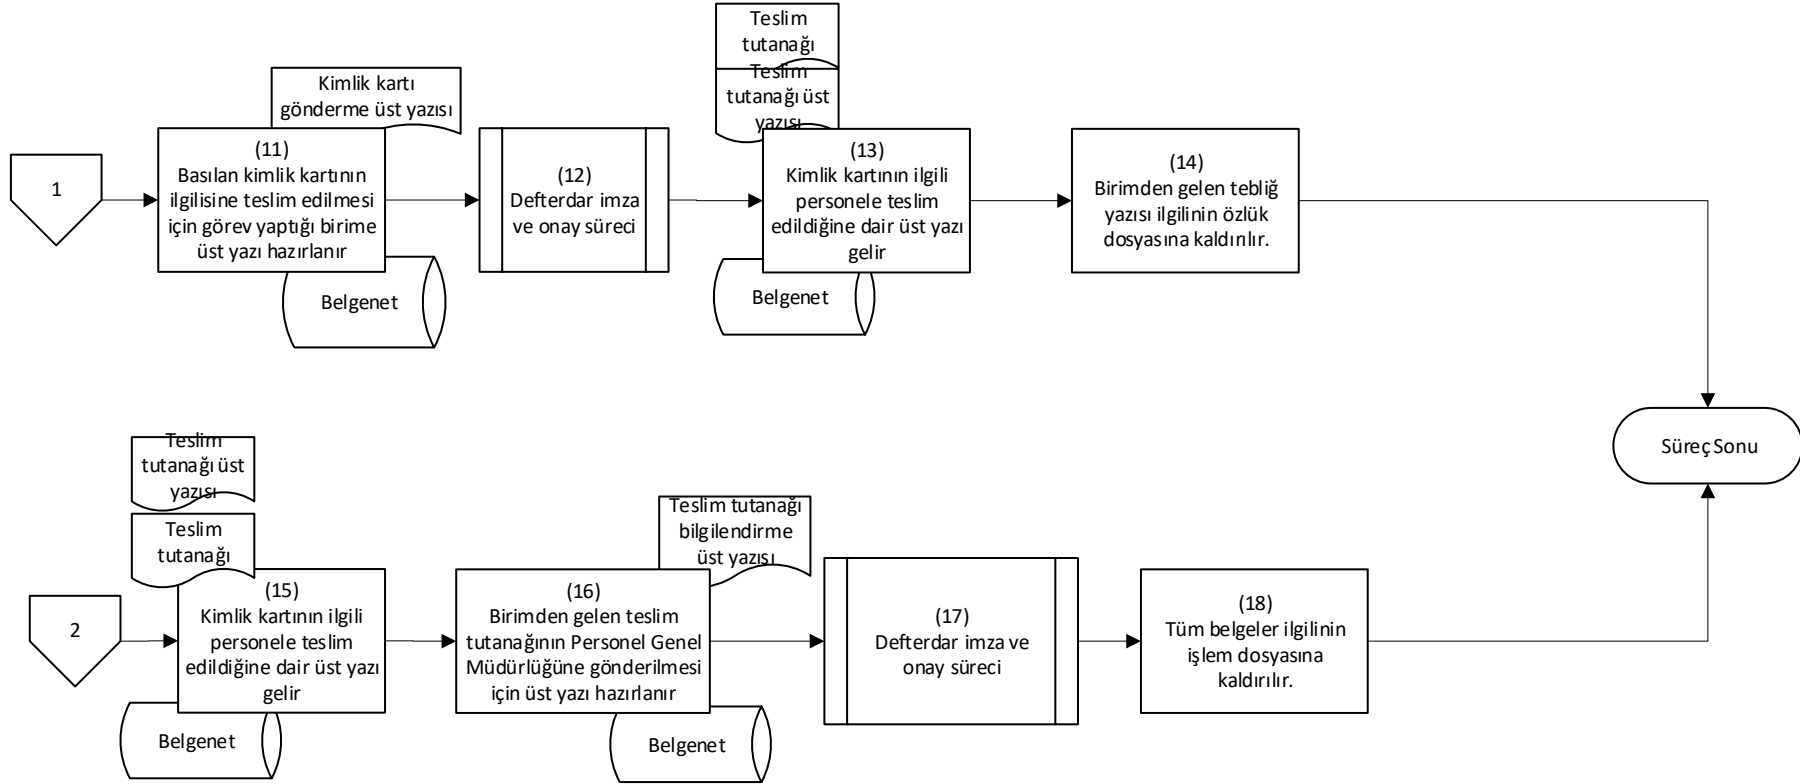 1
Kimlik kartı
gönderme üst yazısı
(11)
Basılan kimlik kartının
ilgilisine teslim edilmesi
için görev yaptığı birime
üst yazı hazırlanır
Belgenet
(12)
Defterdar imza
ve onay süreci
Teslim
tutanağı
Teslim
tutanağı üst
yazısı
(13)
Kimlik kartının ilgili
personele teslim
edildiğine dair üst yazı
gelir
Belgenet
(14)
Birimden gelen tebliğ
yazısı ilgilinin özlük
dosyasına kaldırılır.
Süreç Sonu
2
Teslim
tutanağı üst
yazısı
Teslim
tutanağı
(15)
Kimlik kartının ilgili
personele teslim
edildiğine dair üst yazı
gelir
Belgenet
Teslim tutanağı
bilgilendirme
üst yazısı
(16)
Birimden gelen teslim
tutanağının Personel Genel
Müdürlüğüne gönderilmesi
için üst yazı hazırlanır
Belgenet
(17)
Defterdar imza ve
onay süreci
(18)
Tüm belgeler ilgilinin
işlem dosyasına
kaldırılır.